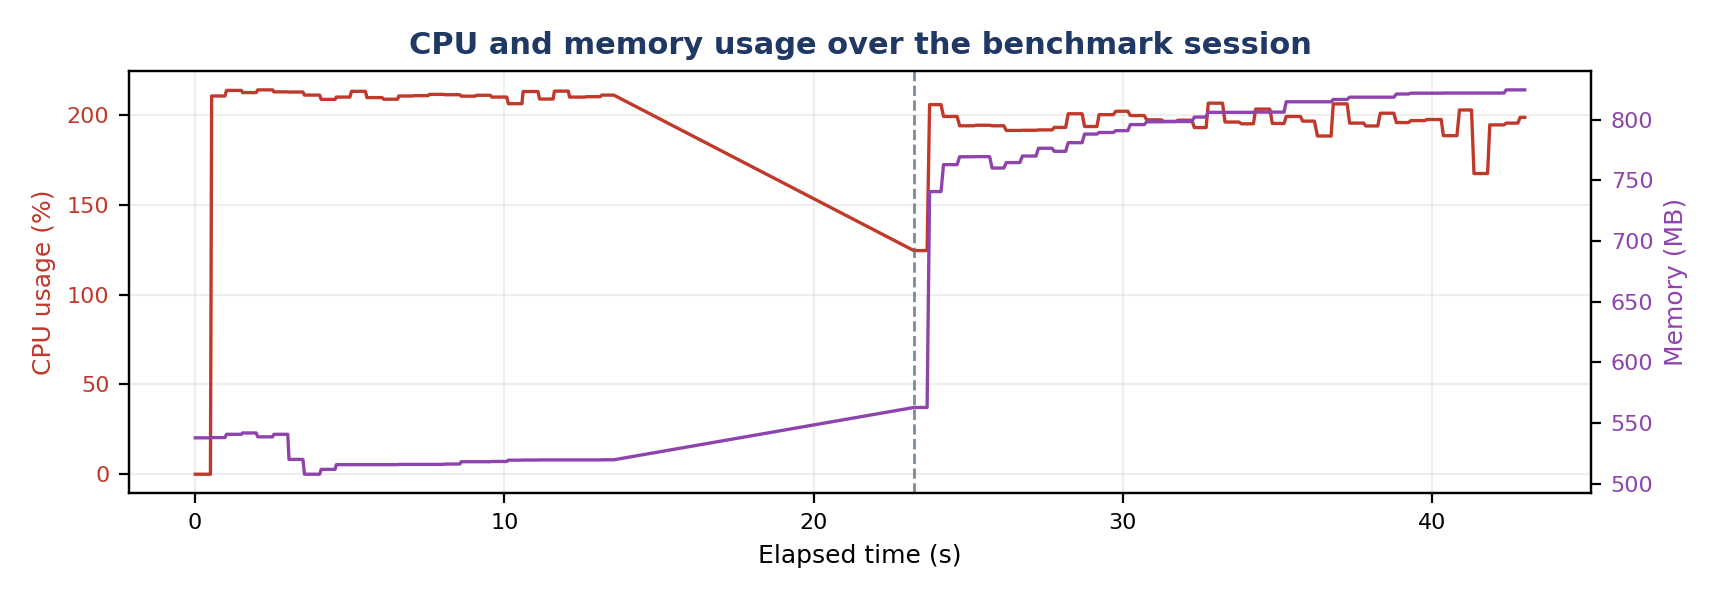 CPU and memory usage over the benchmark session
CPU usage (%)
200
150
100
50
0
800
750
700
650
600
550
500
Memory (MB)
0 10 20 30 40
Elapsed time (s)